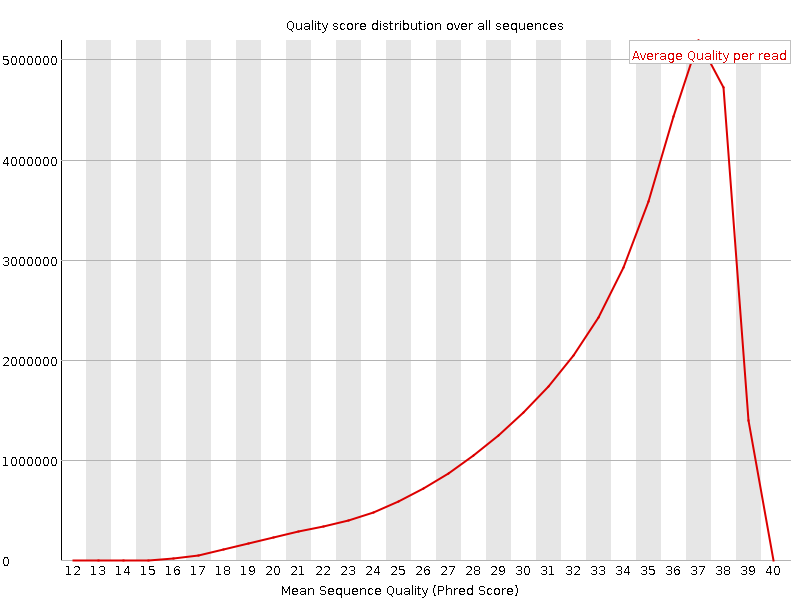 Quality score distribution over all sequences
Average Quality per read
5000000
4000000
3000000
2000000
1000000
0
12 13 14 15 16 17 18 19 20 21 22 23 24 25 26 27 28 29 30 31 32 33 34 35 36 37 38 39 40
Mean Sequence Quality (Phred Score)